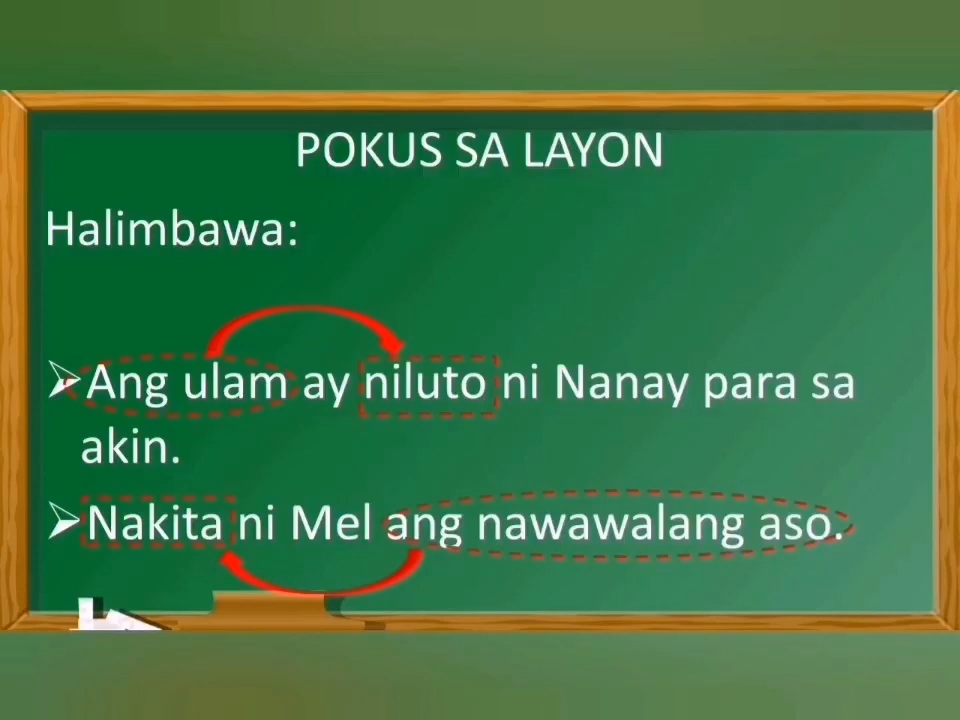 POKUS SA LAYON
Halimbawa:
➢Ang ulam ay niluto ni Nanay para sa
akin.
➢Nakita ni Mel ang nawawalang aso.